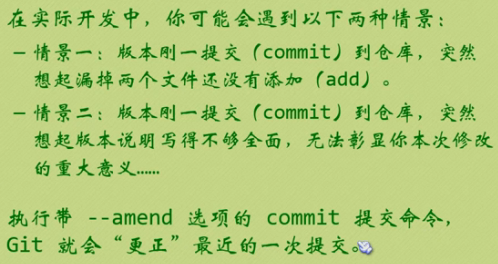 在实际开发中，你可能会遇到以下两种情景：
– 情景一：版本刚一提交（commit）到仓库，突然
想起漏掉两个文件还没有添加（add）。
– 情景二：版本刚一提交（commit）到仓库，突然
想起版本说明写得不够全面，无法彰显你本次修改
的重大意义……
执行带 --amend 选项的 commit 提交命令，
Git 就会“更正”最近的一次提交。